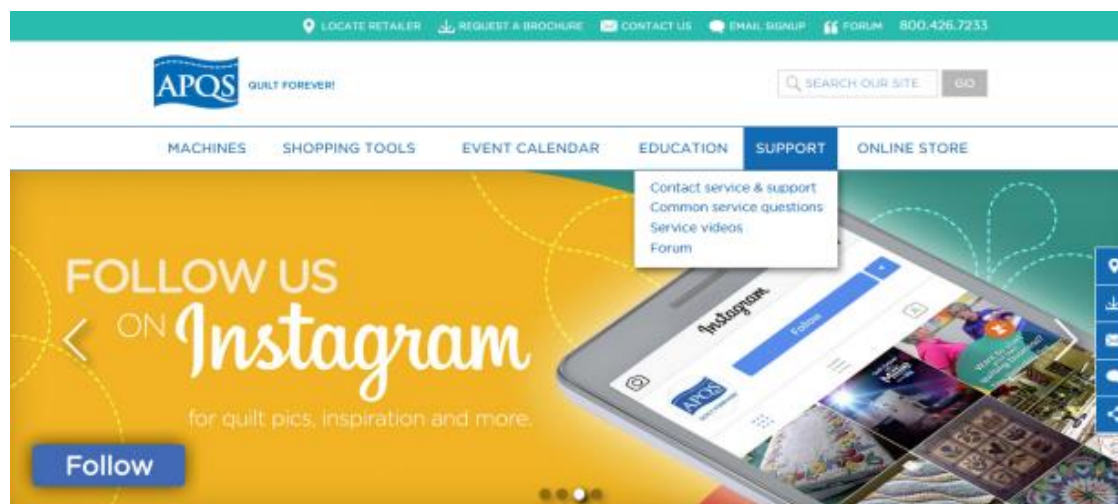 LOCATE RETAILER REQUEST A BROCHURE CONTACT US EMAIL SIGNUP FORUM 800.426.7233
APQS QUILT FOREVER!
SEARCH OUR SITE GO
MACHINES SHOPPING TOOLS EVENT CALENDAR EDUCATION SUPPORT ONLINE STORE
Contact service & support
Common service questions
Service videos
Forum
FOLLOW US
ON Instagram
for quilt pics, inspiration and more.
Follow
Instagram
Follow
APQS